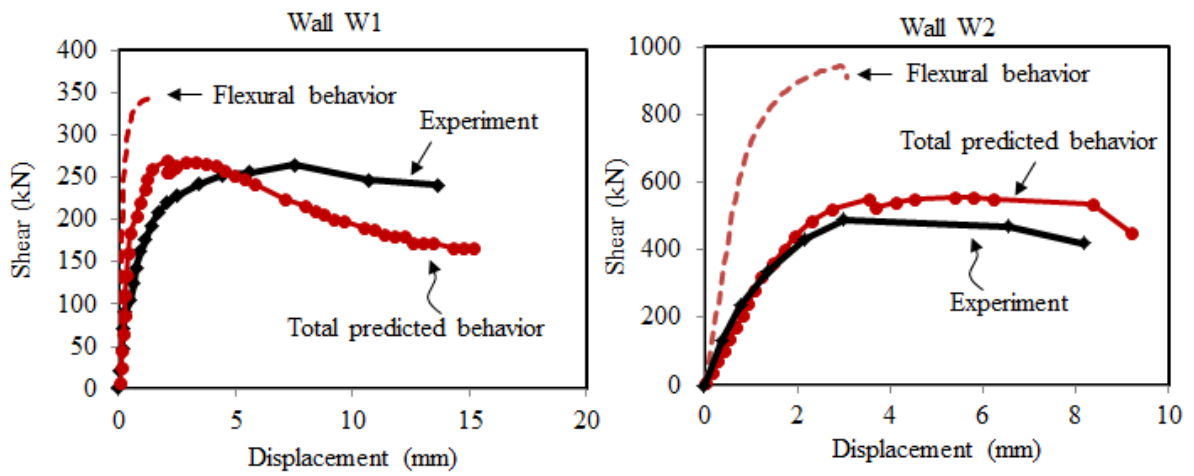 Wall W1
400
350
300
250
200
150
100
50
0
Shear (kN)
Flexural behavior
Experiment
Total predicted behavior
0 5 10 15 20
Displacement (mm)
Wall W2
1000
800
600
400
200
0
Shear (kN)
Flexural behavior
Total predicted behavior
Experiment
0 2 4 6 8 10
Displacement (mm)